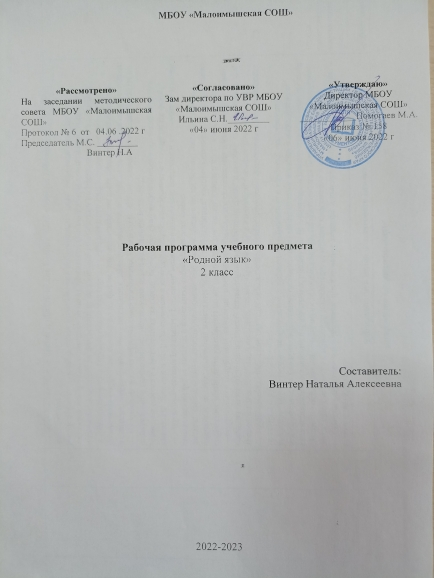 МБОУ «Малоимышская СОШ»
«Рассмотрено»
На заседании методического
совета МБОУ «Малоимышская
СОШ»
Протокол № 6 от 04.06.2022 г
Председатель М.С.
Винтер Н.А
«Согласовано»
Зам директора по УВР МБОУ
«Малоимышская СОШ»
Ильина С.Н.
«04» июня 2022 г
«Утверждаю»
Директор МБОУ
«Малоимышская СОШ»
Помогаев М.А.
Приказ № 158
«06» июня 2022 г
Рабочая программа учебного предмета
«Родной язык»
2 класс
Составитель:
Винтер Наталья Алексеевна
2022-2023